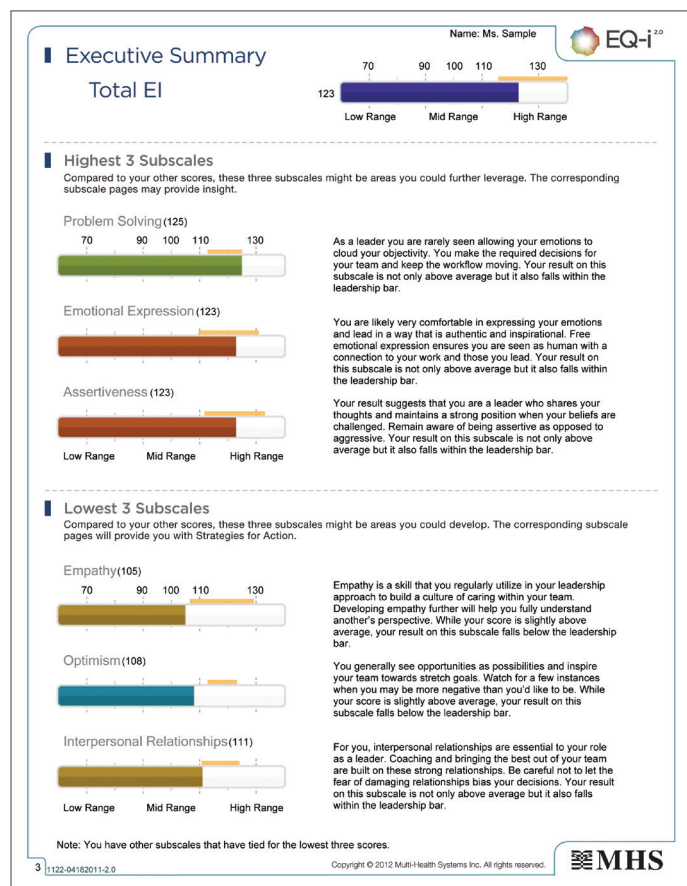 Name: Ms. Sample
EQ-i 2.0
Executive Summary
Total EI
70 90 100 110 130
123
Low Range Mid Range High Range
Highest 3 Subscales
Compared to your other scores, these three subscales might be areas you could further leverage. The corresponding
subscale pages may provide insight.
Problem Solving(125)
70 90 100 110 130
As a leader you are rarely seen allowing your emotions to
cloud your objectivity. You make the required decisions for
your team and keep the workflow moving. Your result on this
subscale is not only above average but it also falls within the
leadership bar.
Emotional Expression(123)
You are likely very comfortable in expressing your emotions
and lead in a way that is authentic and inspirational. Free
emotional expression ensures you are seen as human with a
connection to your work and those you lead. Your result on
this subscale is not only above average but it also falls within
the leadership bar.
Assertiveness(123)
Your result suggests that you are a leader who shares your
thoughts and maintains a strong position when your beliefs are
challenged. Remain aware of being assertive as opposed to
aggressive. Your result on this subscale is not only above
average but it also falls within the leadership bar.
Low Range Mid Range High Range
Lowest 3 Subscales
Compared to your other scores, these three subscales might be areas you could develop. The corresponding subscale
pages will provide you with Strategies for Action.
Empathy(105)
70 90 100 110 130
Empathy is a skill that you regularly utilize in your leadership
approach to build a culture of caring within your team.
Developing empathy further will help you fully understand
another's perspective. While your score is slightly above
average, your result on this subscale falls below the leadership
bar.
Optimism(108)
You generally see opportunities as possibilities and inspire
your team towards stretch goals. Watch for a few instances
when you may be more negative than you'd like to be. While
your score is slightly above average, your result on this
subscale falls below the leadership bar.
Interpersonal Relationships(111)
For you, interpersonal relationships are essential to your role
as a leader. Coaching and bringing the best out of your team
are built on these strong relationships. Be careful not to let the
fear of damaging relationships bias your decisions. Your result
on this subscale is not only above average but it also falls
within the leadership bar.
Low Range Mid Range High Range
Note: You have other subscales that have tied for the lowest three scores.
3 1122-04182011-2.0
Copyright © 2012 Multi-Health Systems Inc. All rights reserved.
MHS